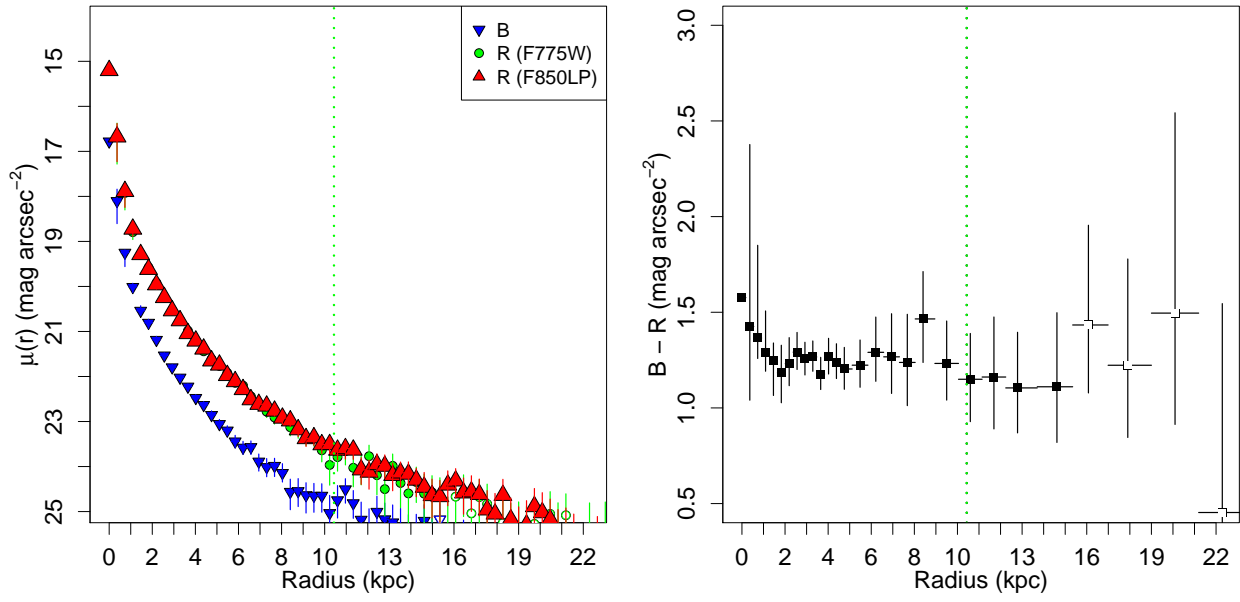 B
R (F775W)
R (F850LP)
15
17
19
21
23
25
μ(r) (mag arcsec−2)
0 2 4 6 8 10 13 16 19 22
Radius (kpc)
3.0
2.5
2.0
1.5
1.0
0.5
B − R (mag arcsec−2)
0 2 4 6 8 10 13 16 19 22
Radius (kpc)